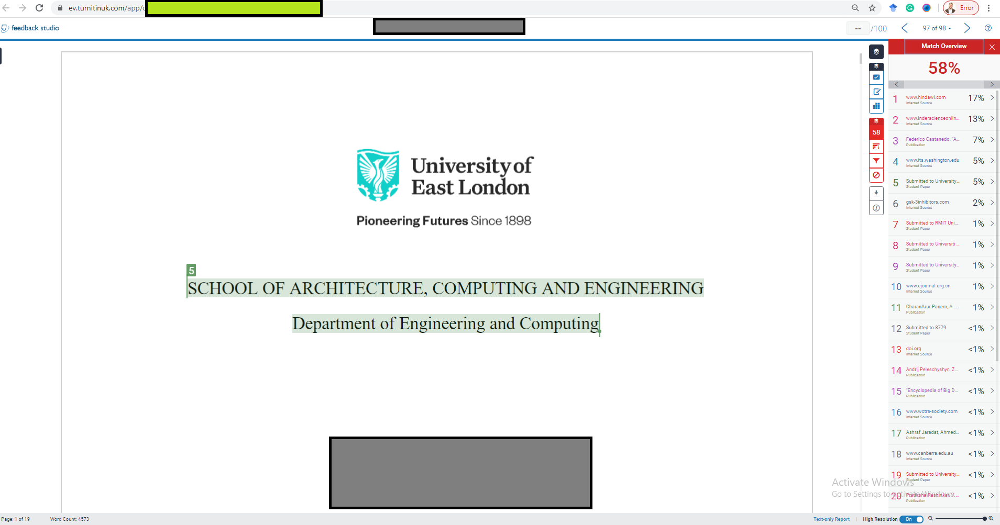 ev.turnitinuk.com/app/c
Error
feedback studio
-- /100
97 of 98
Match Overview
58%
1 www.hindawi.com 17%
Internet Source
2 www.inderscienceonlin... 13%
Internet Source
3 Federico Castanedo. "A... 7%
Publication
4 www.its.washington.edu 5%
Internet Source
5 Submitted to University... 5%
Student Paper
6 gsk-3inhibitors.com 2%
Internet Source
7 Submitted to RMIT Uni... 1%
Student Paper
8 Submitted to Universiti ... 1%
Student Paper
9 Submitted to University... 1%
Student Paper
10 www.ejournal.org.cn 1%
Internet Source
11 CharanArur Panem, A. ... 1%
Publication
12 Submitted to 8779 <1%
Student Paper
13 doi.org <1%
Internet Source
14 Andrij Peleschyshyn, Z... <1%
Publication
15 "Encyclopedia of Big D... <1%
Publication
16 www.wctrs-society.com <1%
Internet Source
17 Ashraf Jaradat, Ahmed... <1%
Publication
18 www.canberra.edu.au <1%
Internet Source
19 Submitted to University... <1%
Student Paper
20 Pratiksha Rashinkar, V. ... <1%
Publication
58
University of
East London
Pioneering Futures Since 1898
5
SCHOOL OF ARCHITECTURE, COMPUTING AND ENGINEERING
Department of Engineering and Computing
Activate Windows
Go to Settings to activate Windows.
Page: 1 of 19
Word Count: 4573
Text-only Report
High Resolution
On